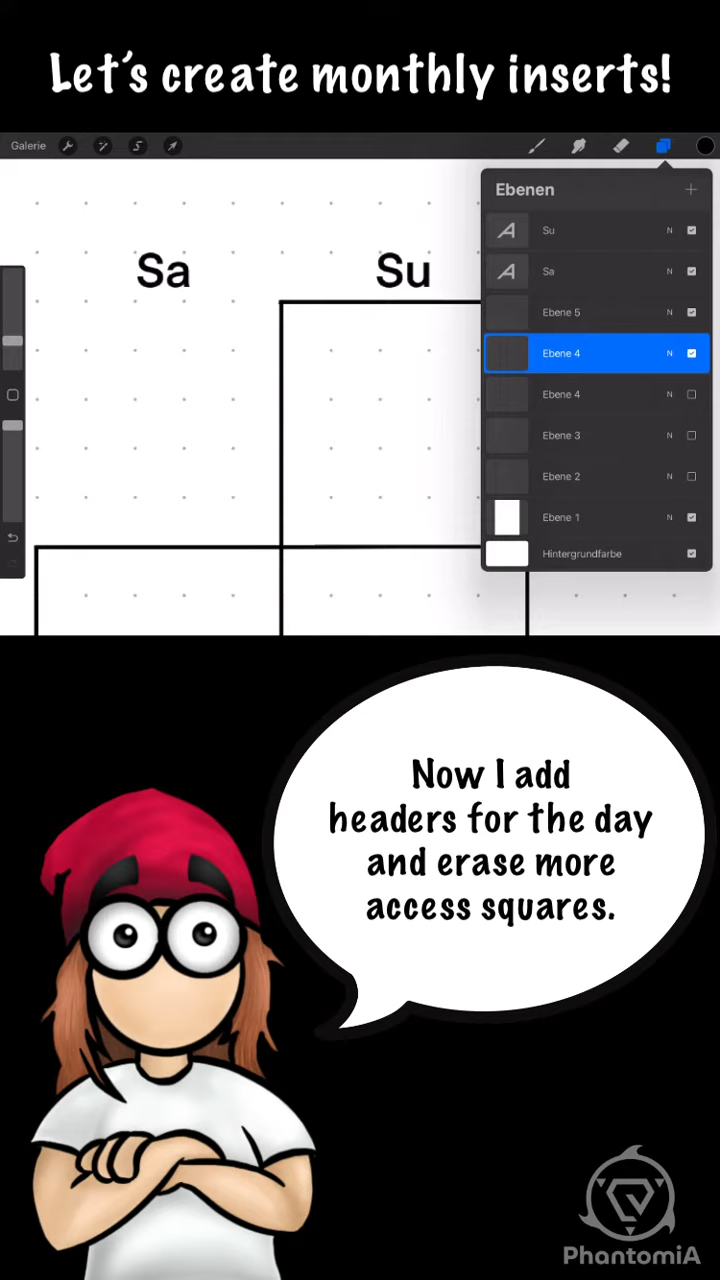 Let's create monthly inserts!
Galerie
Ebenen
Su N
Sa N
Ebene 5 N
Ebene 4 N
Ebene 4 N
Ebene 3 N
Ebene 2 N
Ebene 1 N
Hintergrundfarbe
Sa Su
Now I add
headers for the day
and erase more
access squares.
PhantomiA